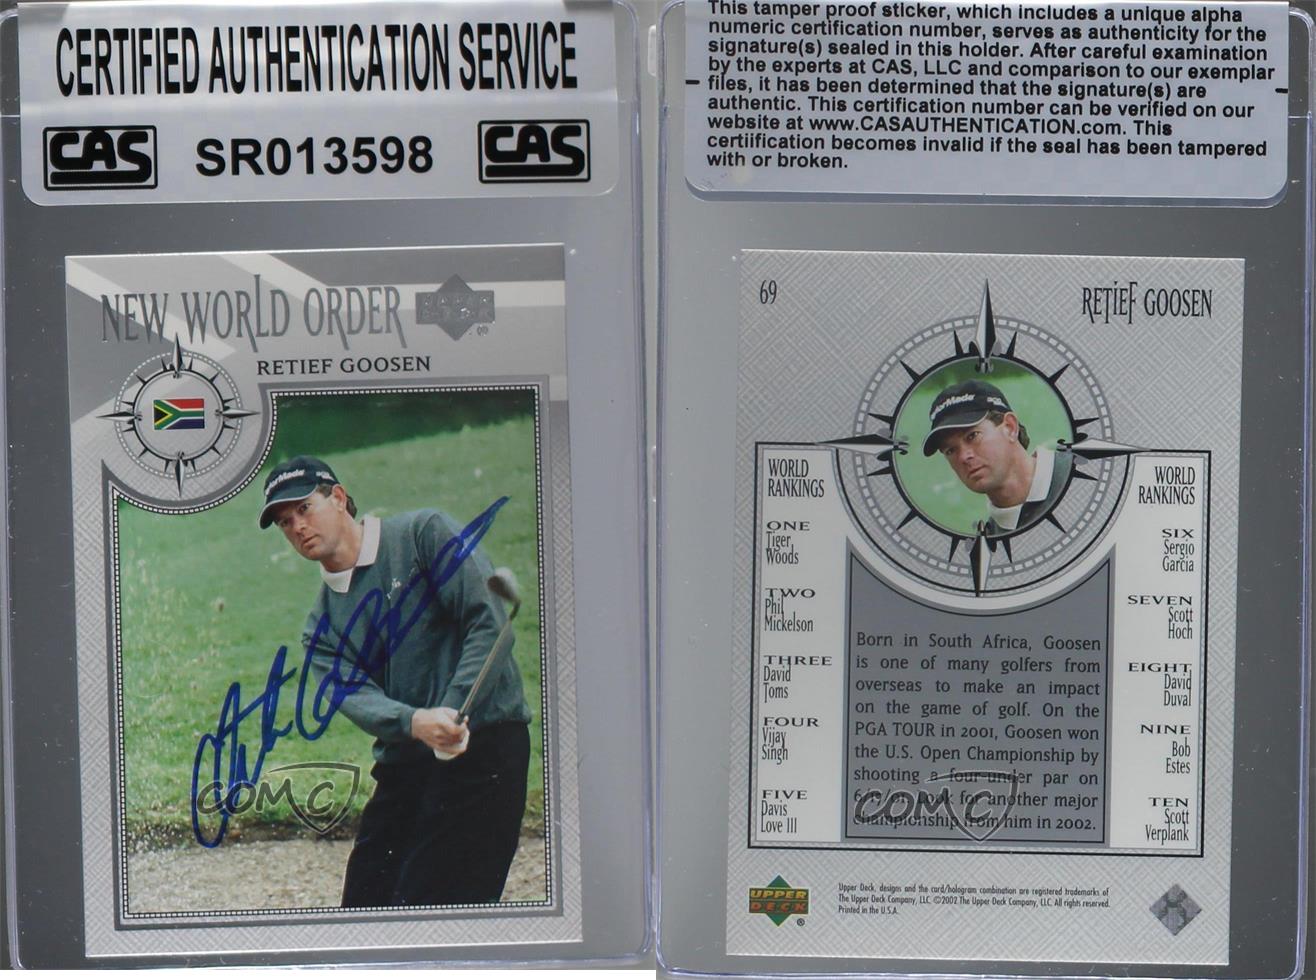 CERTIFIED AUTHENTICATION SERVICE
CAS
SR013598
CAS
NEW WORLD ORDER
UPPER DECK
RETIEF GOOSEN
TaylorMade
COMC
This tamper proof sticker, which includes a unique alpha
numeric certification number, serves as authenticity for the
signature(s) sealed in this holder. After careful examination
by the experts at CAS, LLC and comparison to our exemplar
files, it has been determined that the signature(s) are
authentic. This certification number can be verified on our
website at www.CASAUTHENTICATION.com. This
certiification becomes invalid if the seal has been tampered
with or broken.
69
RETIEF GOOSEN
TaylorMade
WORLD
RANKINGS
ONE
Tiger
Woods
TWO
Phil
Mickelson
THREE
David
Toms
FOUR
Vijay
Singh
FIVE
Davis
Love III
WORLD
RANKINGS
SIX
Sergio
Garcia
SEVEN
Scott
Hoch
EIGHT
David
Duval
NINE
Bob
Estes
TEN
Scott
Verplank
Born in South Africa, Goosen
is one of many golfers from
overseas to make an impact
on the game of golf. On the
PGA TOUR in 2001, Goosen won
the U.S. Open Championship by
shooting a four-under par on
Look for another major
championship from him in 2002.
COMC
UPPER
DECK
Upper Deck, designs and the card/hologram combination are registered trademarks of
The Upper Deck Company, LLC. ©2002 The Upper Deck Company, LLC. All rights reserved.
Printed in the U.S.A.